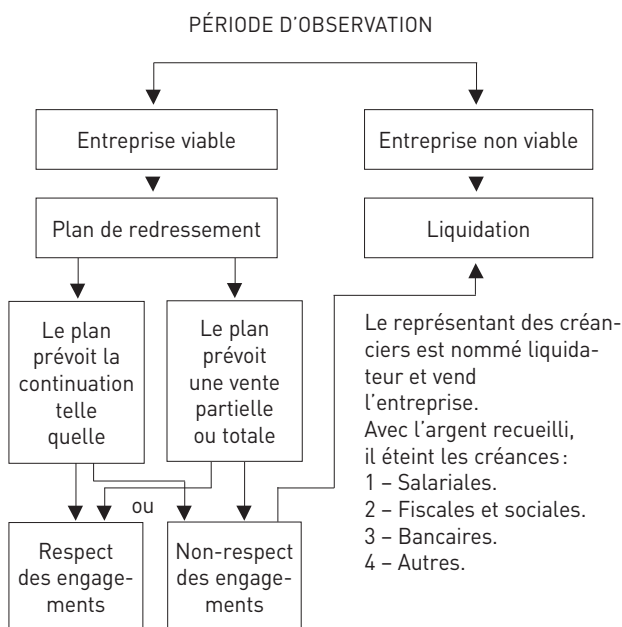 PÉRIODE D’OBSERVATION
Entreprise viable
Entreprise non viable
Plan de redressement
Liquidation
Le plan
prévoit la
continuation
telle
quelle
Le plan
prévoit
une vente
partielle
ou totale
Le représentant des créan-
ciers est nommé liquida-
teur et vend
l’entreprise.
Avec l’argent recueilli,
il éteint les créances :
1 – Salariales.
2 – Fiscales et sociales.
3 – Bancaires.
4 – Autres.
ou
Respect
des engage-
ments
Non-respect
des engage-
ments